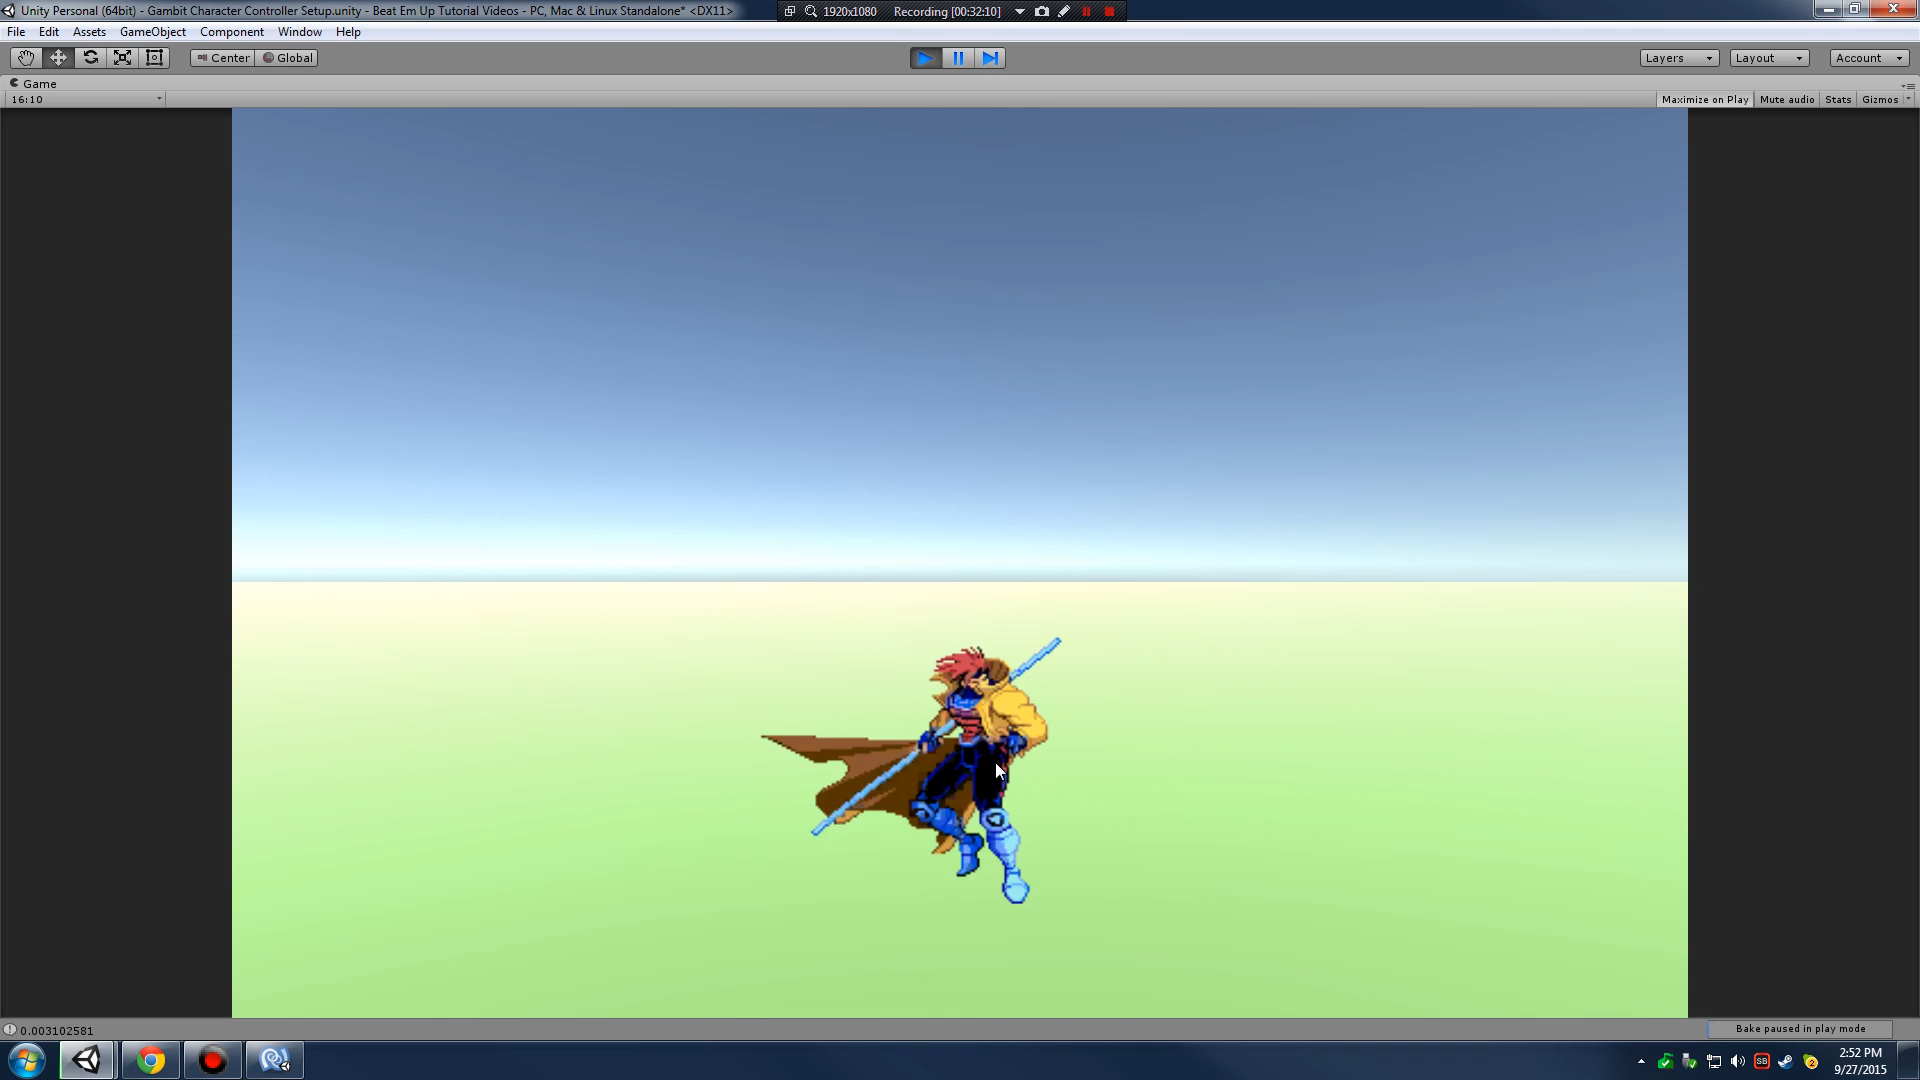 Unity Personal (64bit) - Gambit Character Controller Setup.unity - Beat Em Up Tutorial Videos - PC, Mac & Linux Standalone* <DX11>
1920x1080 Recording [00:32:10]
File Edit Assets GameObject Component Window Help
Center Global Layers Layout Account
Game
16:10 Maximize on Play Mute audio Stats Gizmos
0.003102581 Bake paused in play mode
SB 2
2:52 PM
9/27/2015